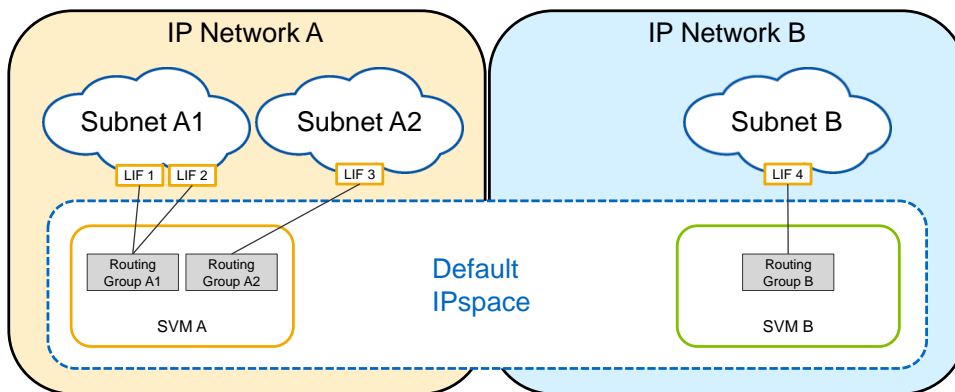 IP Network A
IP Network B
Subnet A1
Subnet A2
Subnet B
LIF 1
LIF 2
LIF 3
LIF 4
Routing
Group A1
Routing
Group A2
Default
IPspace
Routing
Group B
SVM A
SVM B